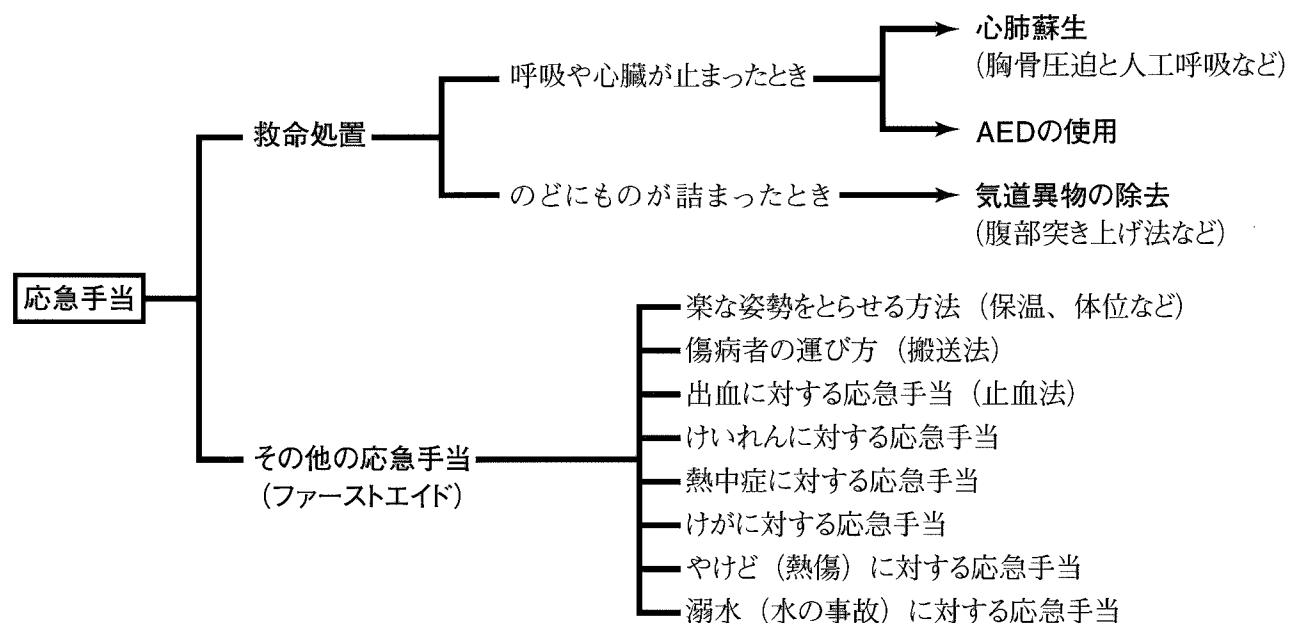 応急手当
救命処置
呼吸や心臓が止まったとき
心肺蘇生
(胸骨圧迫と人工呼吸など)
AEDの使用
のどにものが詰まったとき
気道異物の除去
(腹部突き上げ法など)
その他の応急手当
(ファーストエイド)
楽な姿勢をとらせる方法（保温、体位など）
傷病者の運び方（搬送法）
出血に対する応急手当（止血法）
けいれんに対する応急手当
熱中症に対する応急手当
けがに対する応急手当
やけど（熱傷）に対する応急手当
溺水（水の事故）に対する応急手当